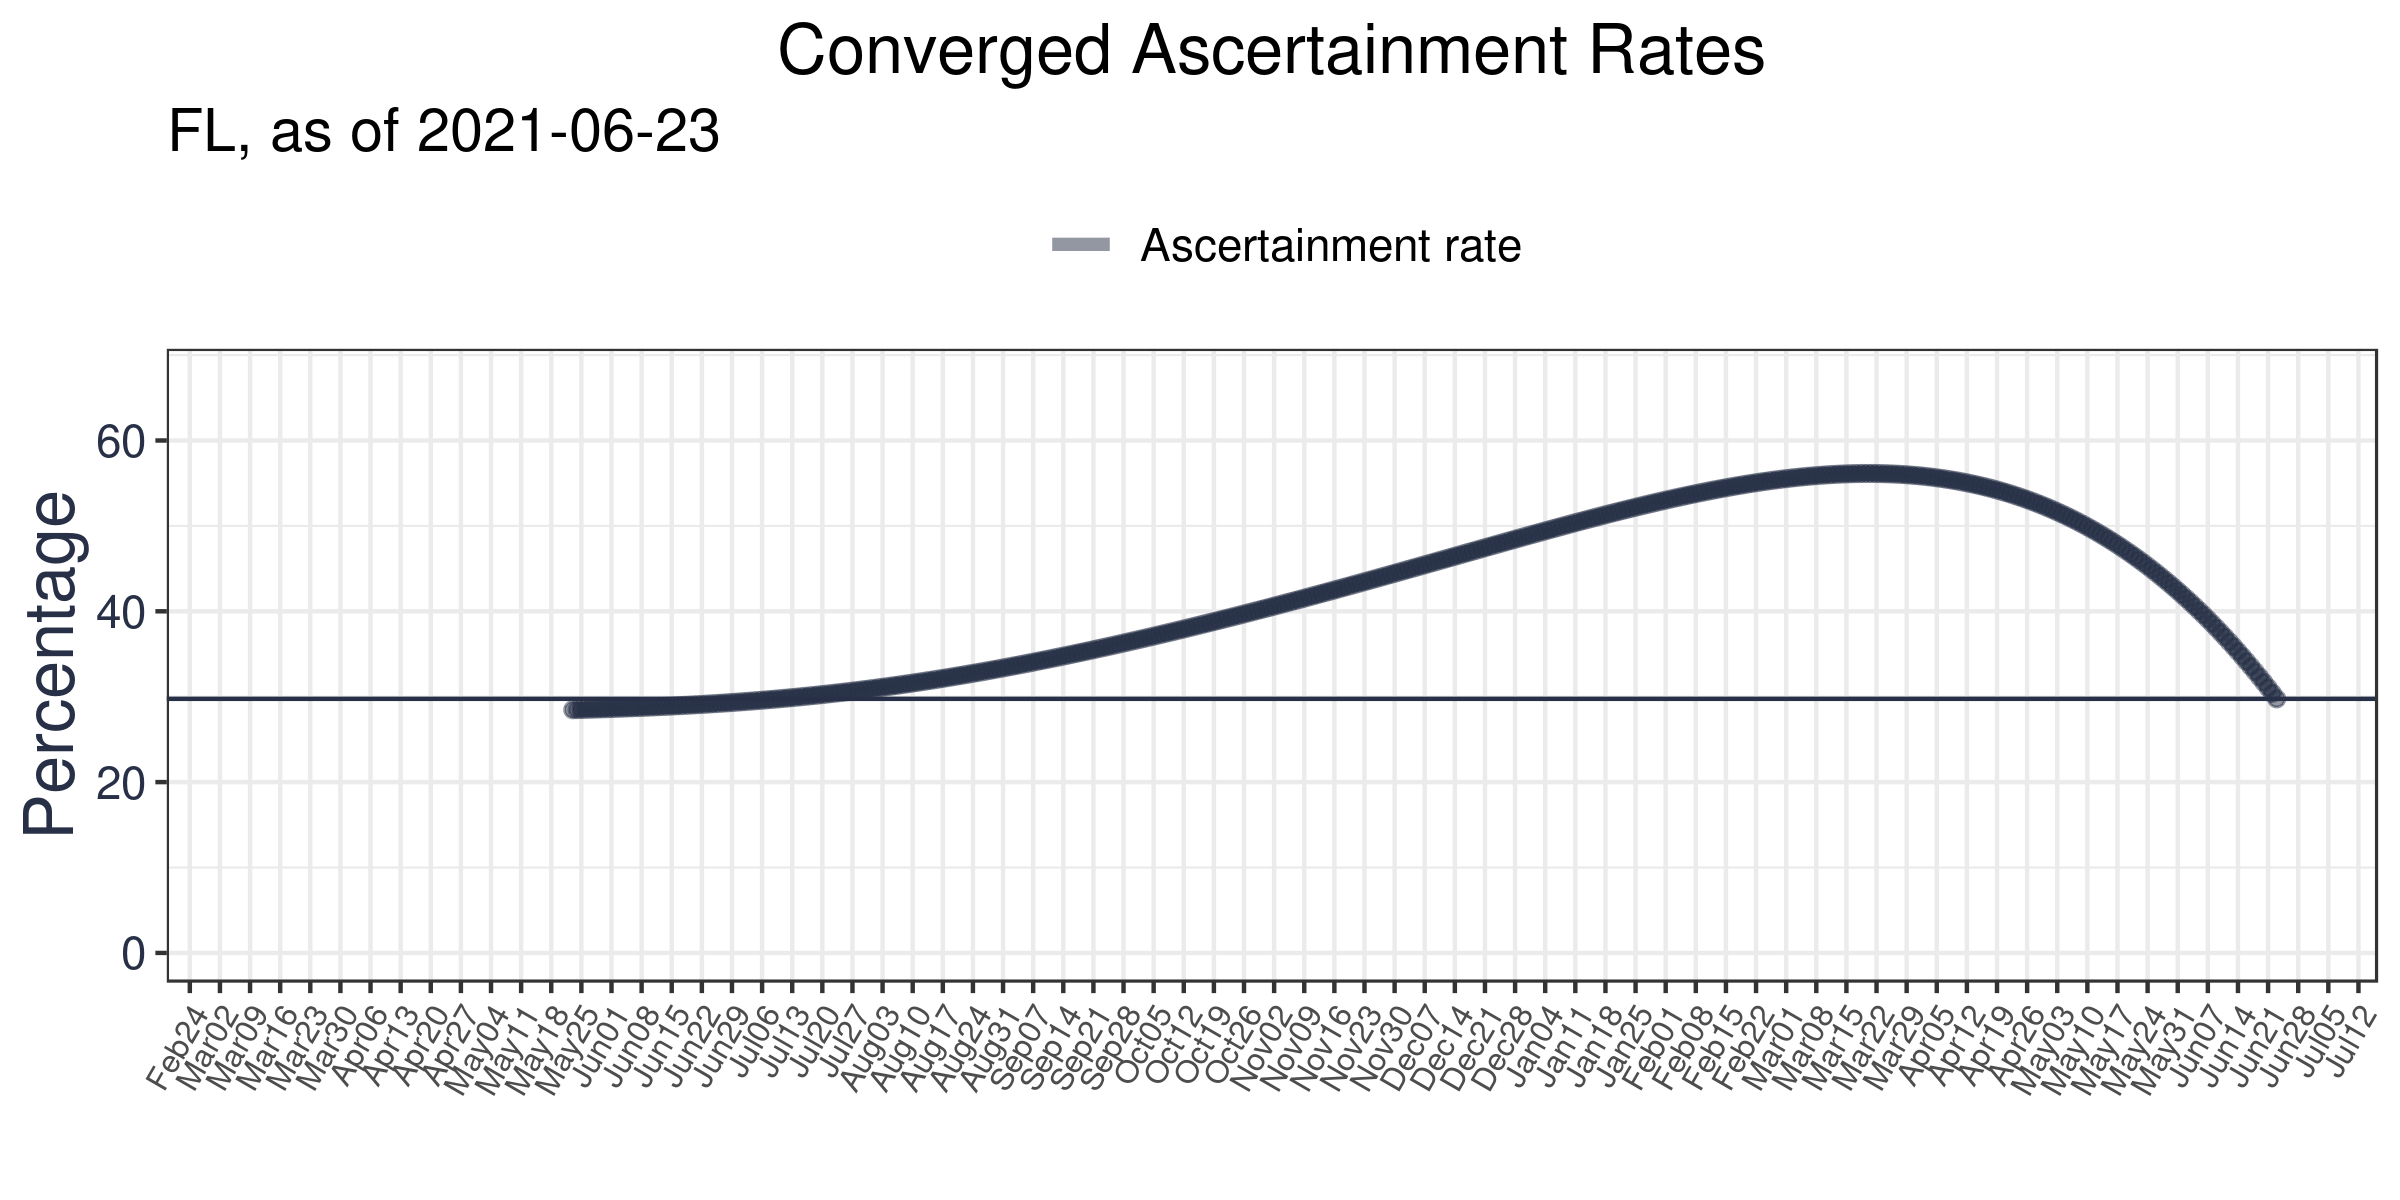 Converged Ascertainment Rates
FL, as of 2021-06-23
Ascertainment rate
Percentage
60
40
20
0
Feb24 Mar02 Mar09 Mar16 Mar23 Mar30 Apr06 Apr13 Apr20 Apr27 May04 May11 May18 May25 Jun01 Jun08 Jun15 Jun22 Jun29 Jul06 Jul13 Jul20 Jul27 Aug03 Aug10 Aug17 Aug24 Aug31 Sep07 Sep14 Sep21 Sep28 Oct05 Oct12 Oct19 Oct26 Nov02 Nov09 Nov16 Nov23 Nov30 Dec07 Dec14 Dec21 Dec28 Jan04 Jan11 Jan18 Jan25 Feb01 Feb08 Feb15 Feb22 Mar01 Mar08 Mar15 Mar22 Mar29 Apr05 Apr12 Apr19 Apr26 May03 May10 May17 May24 May31 Jun07 Jun14 Jun21 Jun28 Jul05 Jul12